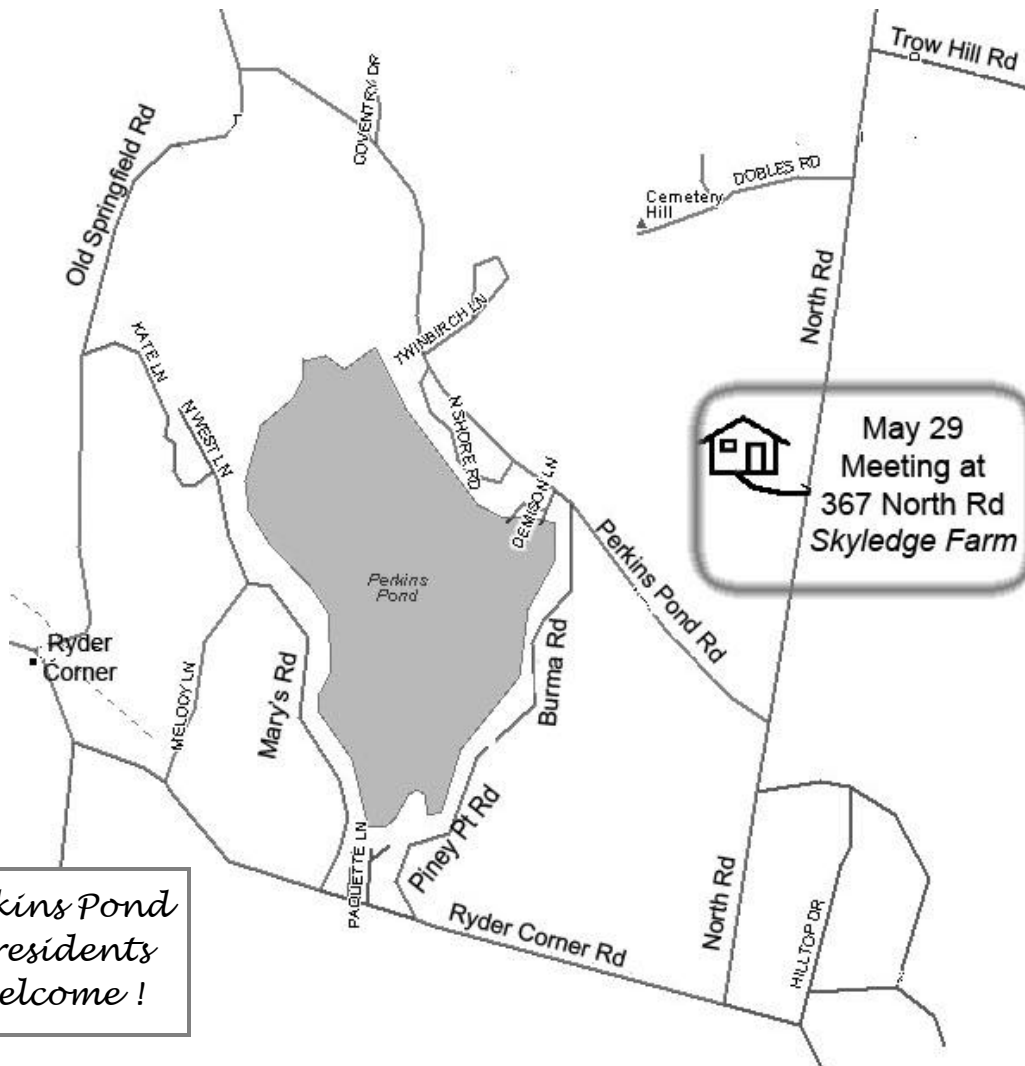 Trow Hill Rd
COVENTRY DR
Old Springfield Rd
DOBLES RD
Cemetery
Hill
North Rd
TWINBIRCH LN
KATE LN
N WEST LN
N SHORE RD
May 29
Meeting at
367 North Rd
Skyledge Farm
DEMISON LN
Perkins Pond Rd
Perkins
Pond
Ryder
Corner
Burma Rd
MELODY LN
Mary's Rd
Piney Pt Rd
PAQUETTE LN
Ryder Corner Rd
North Rd
HILLTOP DR
kins Pond
residents
elcome !